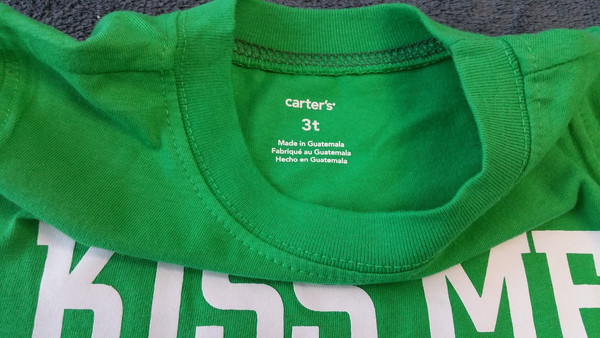 carter's
3t
Made in Guatemala
Fabriqué au Guatemala
Hecho en Guatemala
KISS ME